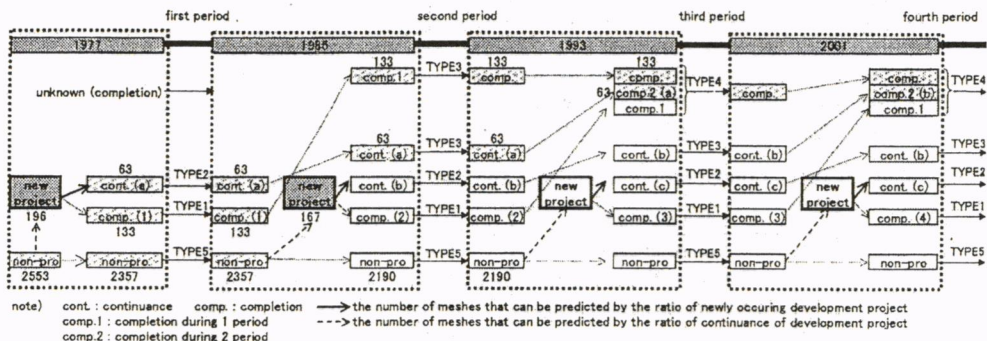 first period second period third period fourth period
1977 1985 1993 2001
133 133 133
comp.1 TYPE3 comp. comp. TYPE4 comp. comp. TYPE4
unknown (completion) 63 comp.2 (a) comp.2 (b)
comp.1 comp.1
63 63
cont. (a) TYPE3 cont. (a) cont. (b) TYPE3 cont. (b) cont. (b) TYPE3
63 63
new project cont. (a) TYPE2 cont. (a) new project cont. (b) TYPE2 cont. (b) new project cont. (c) TYPE2 cont. (c) new project cont. (c) TYPE2
196 comp. (1) TYPE1 comp. (1) 167 comp. (2) TYPE1 comp. (2) comp. (3) TYPE1 comp. (3) comp. (4) TYPE1
133 133
non-pro non-pro TYPE5 non-pro non-pro TYPE5 non-pro non-pro TYPE5 non-pro non-pro TYPE5
2553 2357 2357 2190 2190
note) cont. : continuance comp. : completion the number of meshes that can be predicted by the ratio of newly occuring development project
comp.1 : completion during 1 period the number of meshes that can be predicted by the ratio of continuance of development project
comp.2 : completion during 2 period